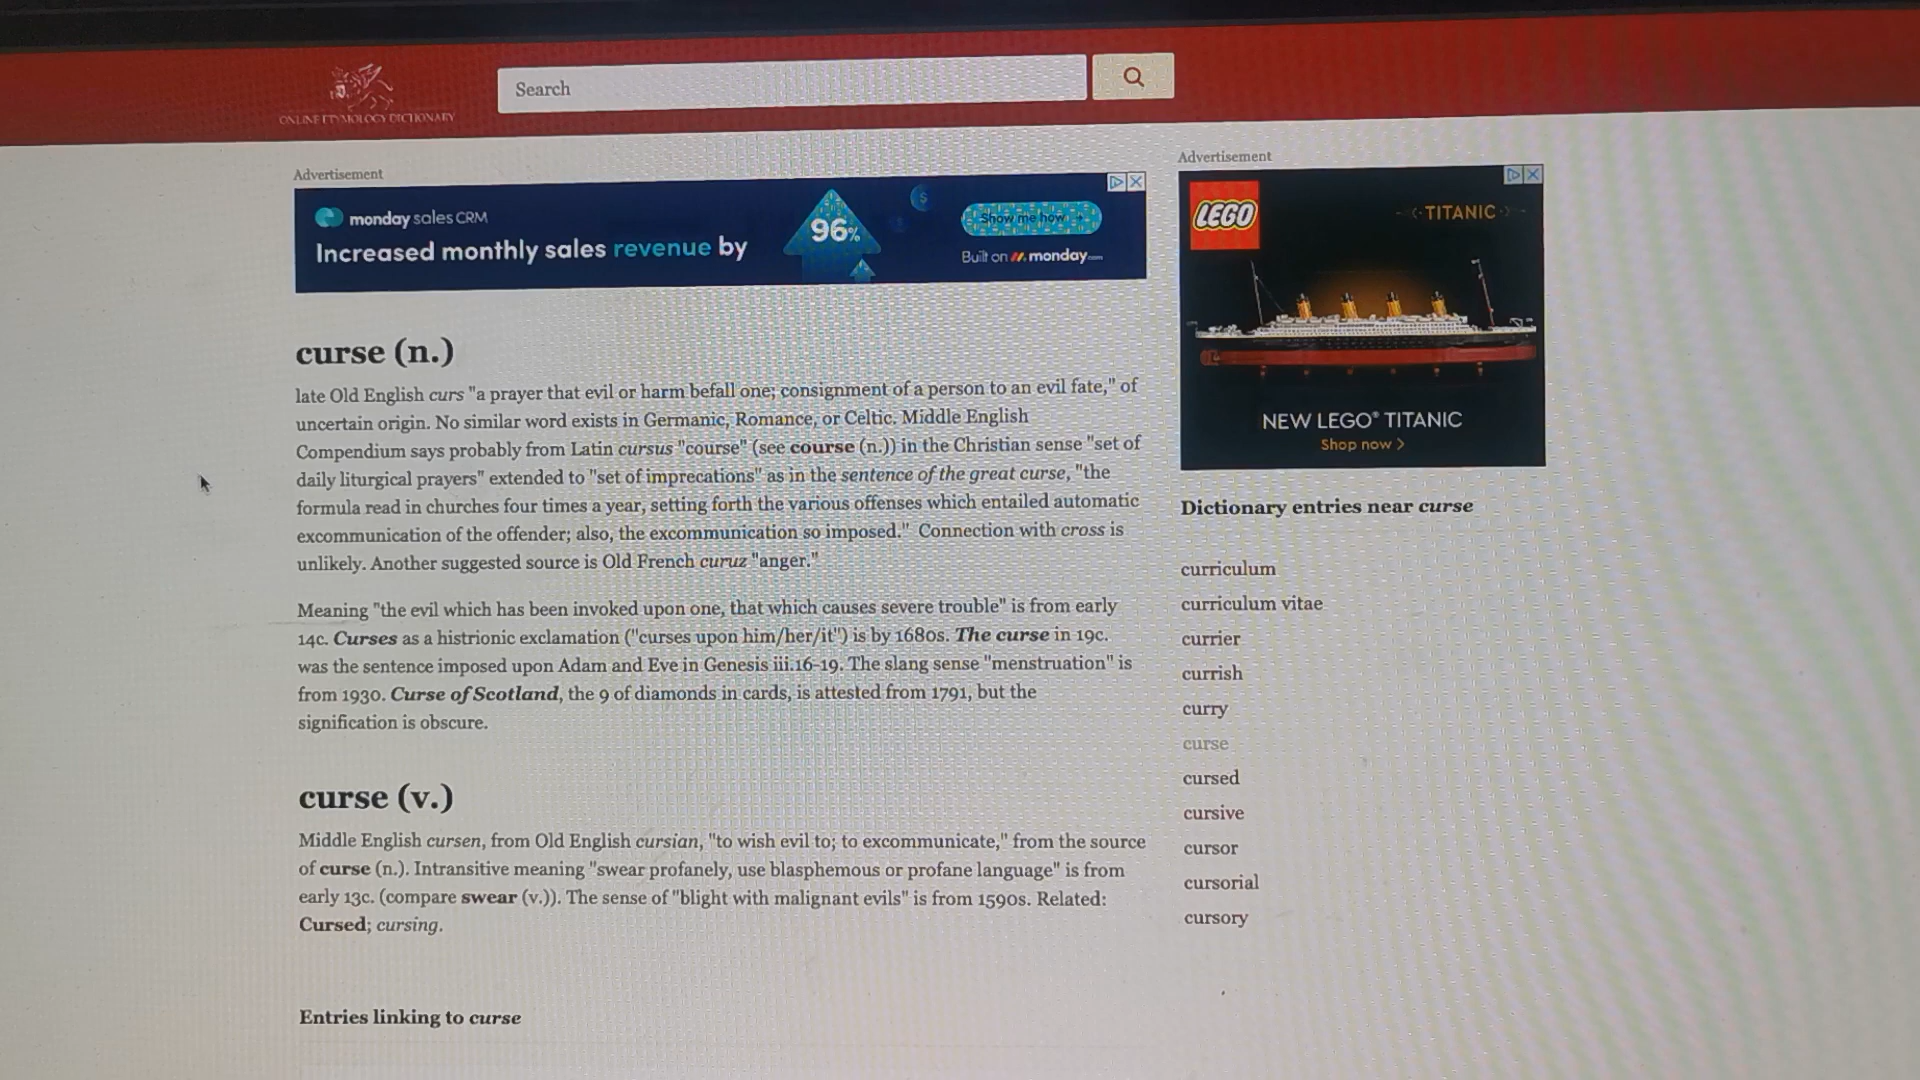 ONLINE ETYMOLOGY DICTIONARY
Search
Advertisement
monday sales CRM
Increased monthly sales revenue by
96%
$
Show me how
Built on monday.com
Advertisement
LEGO
TITANIC
NEW LEGO® TITANIC
Shop now >
curse (n.)
late Old English curs "a prayer that evil or harm befall one; consignment of a person to an evil fate," of
uncertain origin. No similar word exists in Germanic, Romance, or Celtic. Middle English
Compendium says probably from Latin cursus "course" (see course (n.)) in the Christian sense "set of
daily liturgical prayers" extended to "set of imprecations" as in the sentence of the great curse, "the
formula read in churches four times a year, setting forth the various offenses which entailed automatic
excommunication of the offender; also, the excommunication so imposed." Connection with cross is
unlikely. Another suggested source is Old French curuz "anger."
Meaning "the evil which has been invoked upon one, that which causes severe trouble" is from early
14c. Curses as a histrionic exclamation ("curses upon him/her/it") is by 1680s. The curse in 19c.
was the sentence imposed upon Adam and Eve in Genesis iii.16-19. The slang sense "menstruation" is
from 1930. Curse of Scotland, the 9 of diamonds in cards, is attested from 1791, but the
signification is obscure.
curse (v.)
Middle English cursen, from Old English cursian, "to wish evil to; to excommunicate," from the source
of curse (n.). Intransitive meaning "swear profanely, use blasphemous or profane language" is from
early 13c. (compare swear (v.)). The sense of "blight with malignant evils" is from 1590s. Related:
Cursed; cursing.
Entries linking to curse
Dictionary entries near curse
curriculum
curriculum vitae
currier
currish
curry
curse
cursed
cursive
cursor
cursorial
cursory